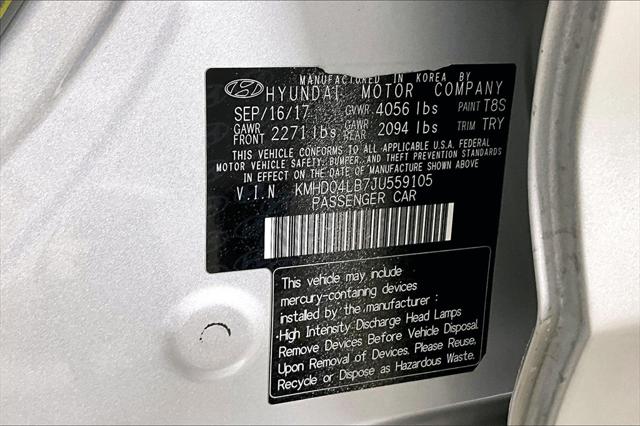 MANUFACTURED IN KOREA BY
HYUNDAI MOTOR COMPANY
SEP/16/17 GVWR 4056 lbs PAINT T8S
GAWR FRONT 2271 lbs GAWR REAR 2094 lbs TRIM TRY
THIS VEHICLE CONFORMS TO ALL APPLICABLE U.S.A. FEDERAL
MOTOR VEHICLE SAFETY, BUMPER, AND THEFT PREVENTION STANDARDS
IN EFFECT ON THE DATE OF MANUFACTURE SHOWN ABOVE.
V.I.N. KMHD04LB7JU559105
PASSENGER CAR
This vehicle may include
mercury-containing devices
installed by the manufacturer :
·High Intensity Discharge Head Lamps
Remove Devices Before Vehicle Disposal.
Upon Removal of Devices, Please Reuse,
Recycle or Dispose as Hazardous Waste.